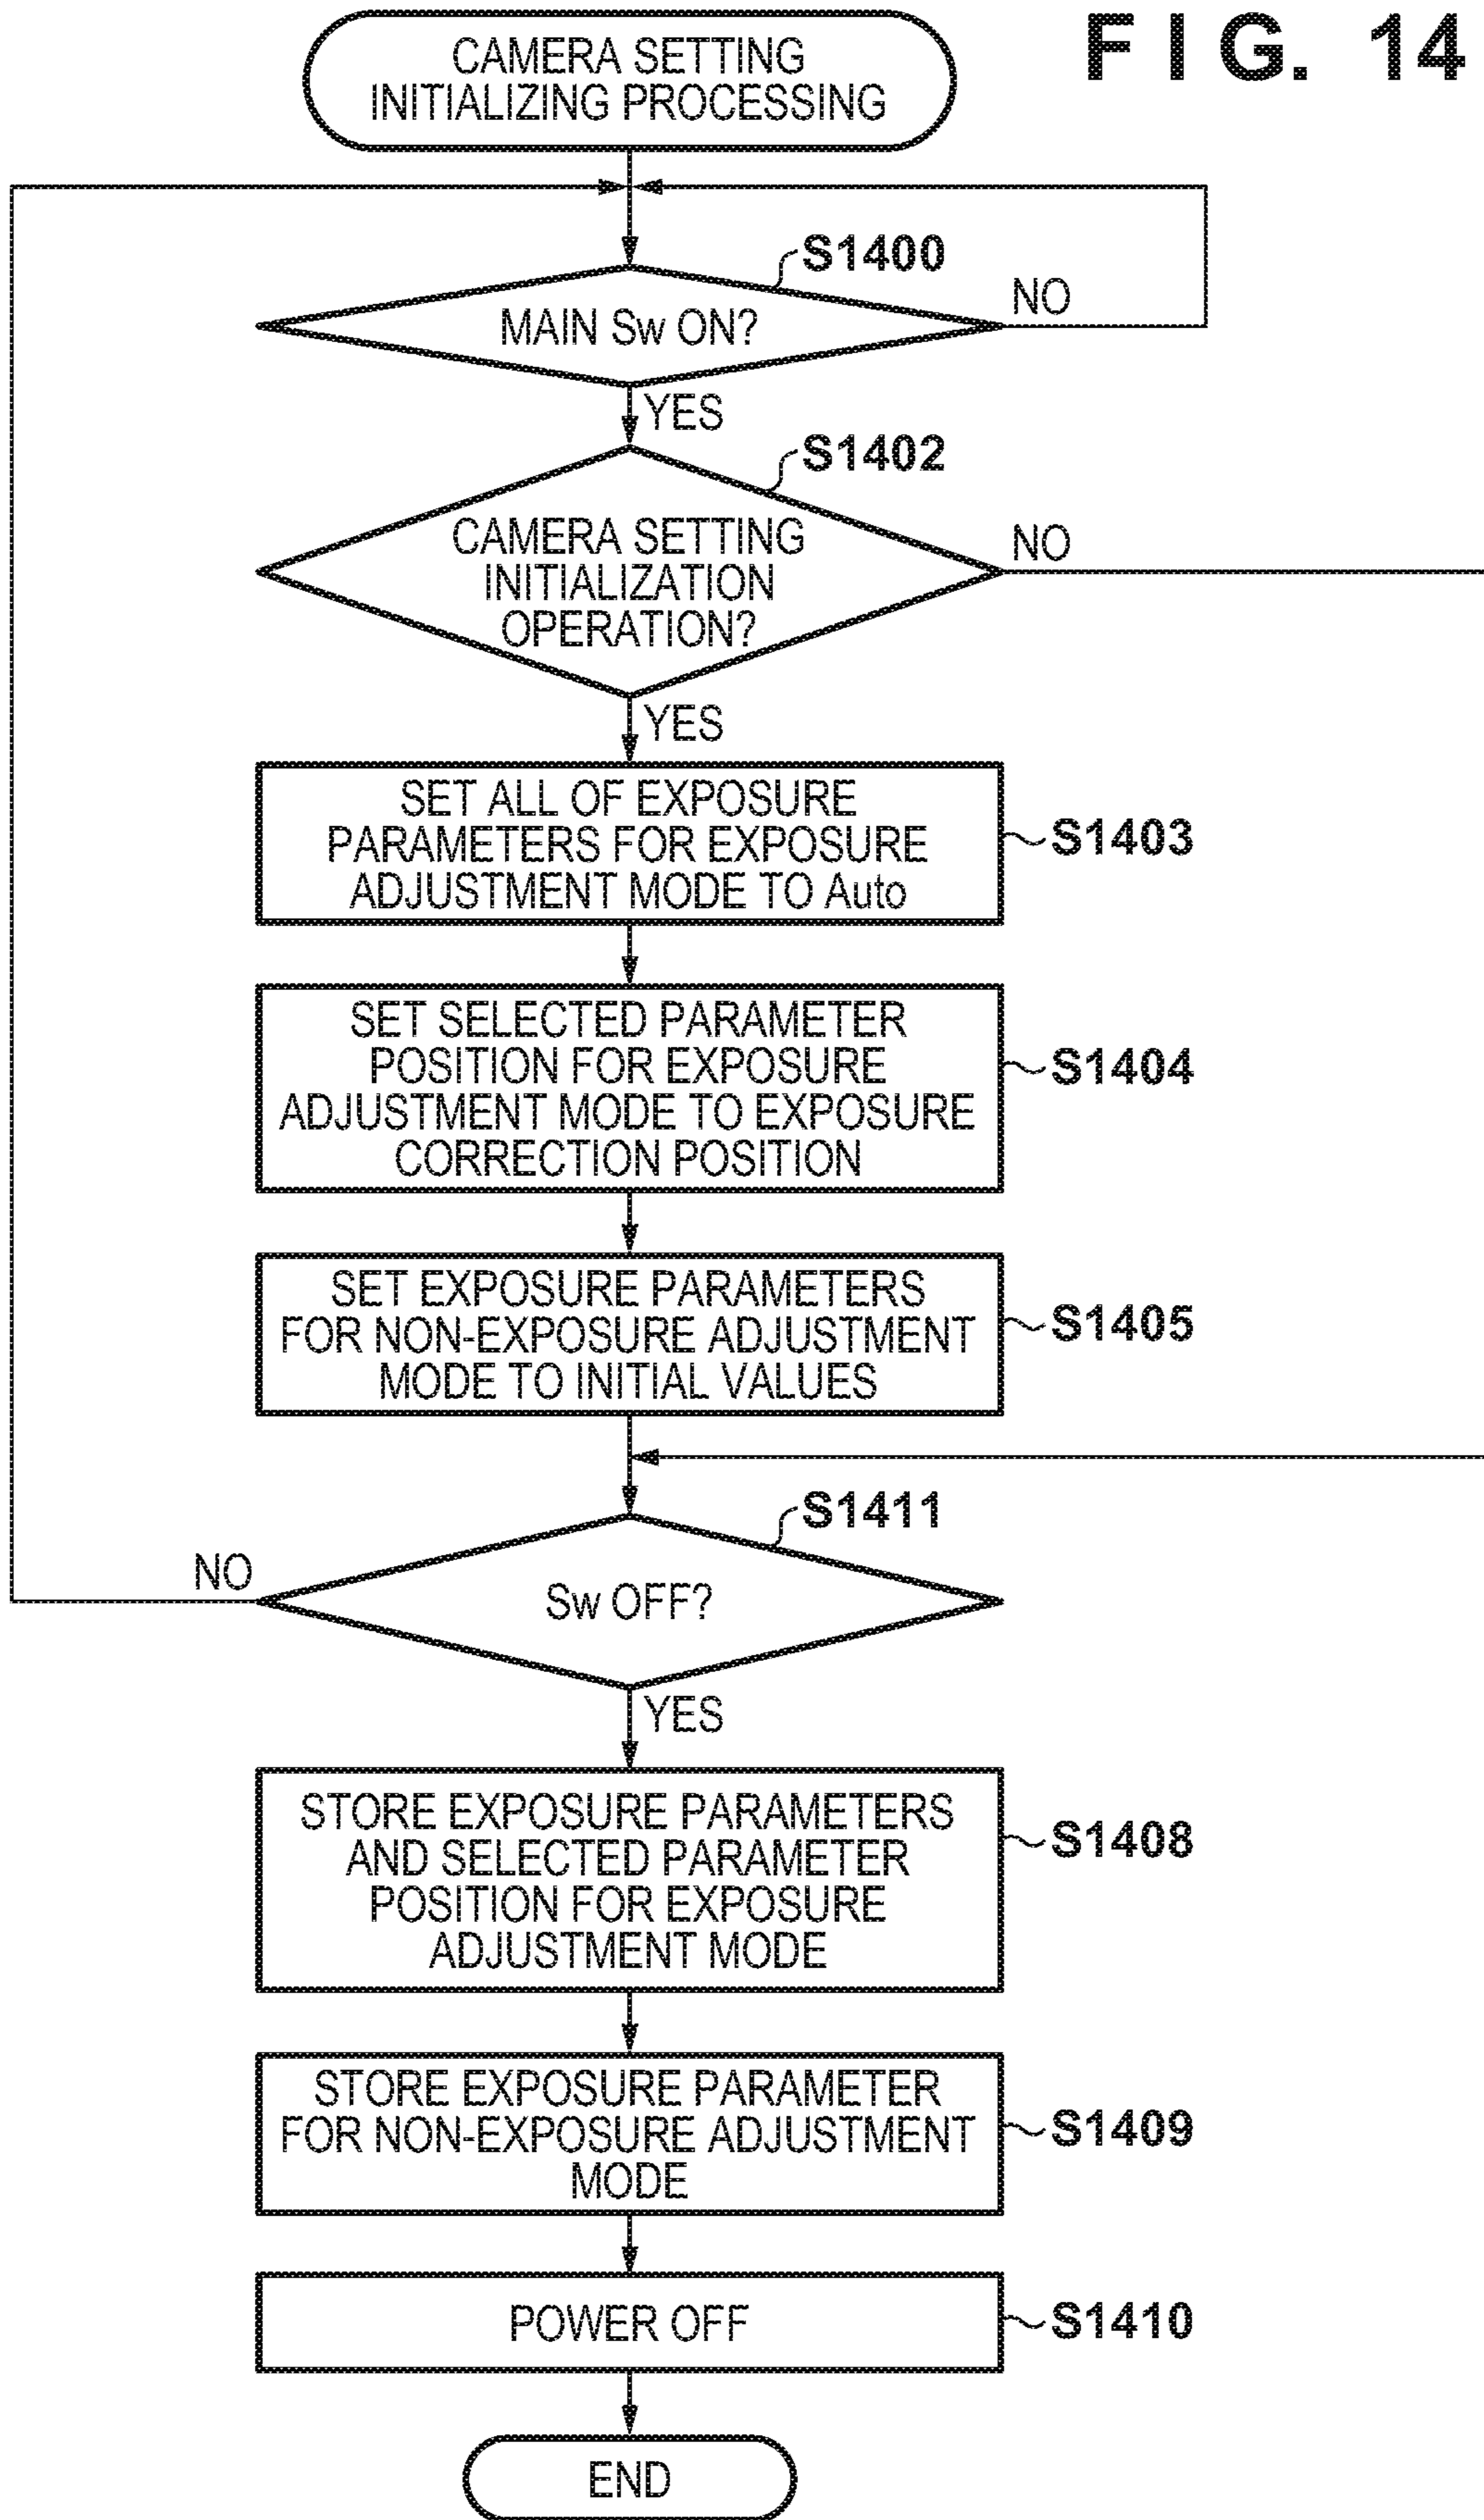 FIG. 14
CAMERA SETTING
INITIALIZING PROCESSING
S1400
MAIN Sw ON?
NO
YES
S1402
CAMERA SETTING
INITIALIZATION
OPERATION?
NO
YES
SET ALL OF EXPOSURE
PARAMETERS FOR EXPOSURE
ADJUSTMENT MODE TO Auto
S1403
SET SELECTED PARAMETER
POSITION FOR EXPOSURE
ADJUSTMENT MODE TO EXPOSURE
CORRECTION POSITION
S1404
SET EXPOSURE PARAMETERS
FOR NON-EXPOSURE ADJUSTMENT
MODE TO INITIAL VALUES
S1405
S1411
NO
Sw OFF?
YES
STORE EXPOSURE PARAMETERS
AND SELECTED PARAMETER
POSITION FOR EXPOSURE
ADJUSTMENT MODE
S1408
STORE EXPOSURE PARAMETER
FOR NON-EXPOSURE ADJUSTMENT
MODE
S1409
POWER OFF
S1410
END